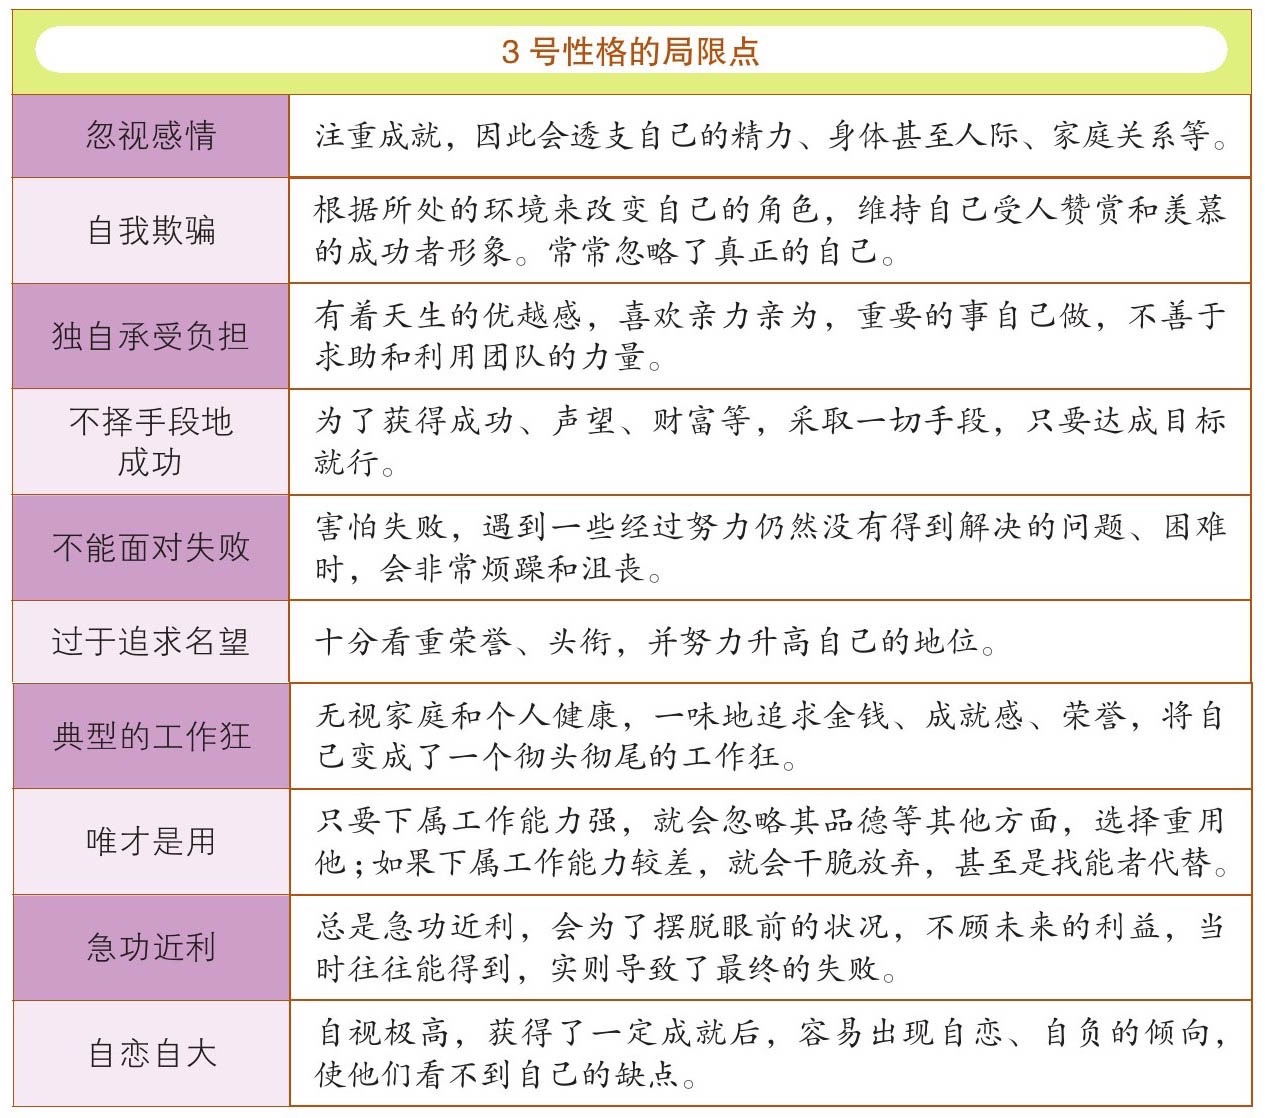 3号性格的局限点
忽视感情
注重成就，因此会透支自己的精力、身体甚至人际、家庭关系等。
自我欺骗
根据所处的环境来改变自己的角色，维持自己受人赞赏和羡慕
的成功者形象。常常忽略了真正的自己。
独自承受负担
有着天生的优越感，喜欢亲力亲为，重要的事自己做，不善于
求助和利用团队的力量。
不择手段地
成功
为了获得成功、声望、财富等，采取一切手段，只要达成目标
就行。
不能面对失败
害怕失败，遇到一些经过努力仍然没有得到解决的问题、困难
时，会非常烦躁和沮丧。
过于追求名望
十分看重荣誉、头衔，并努力升高自己的地位。
典型的工作狂
无视家庭和个人健康，一味地追求金钱、成就感、荣誉，将自
己变成了一个彻头彻尾的工作狂。
唯才是用
只要下属工作能力强，就会忽略其品德等其他方面，选择重用
他；如果下属工作能力较差，就会干脆放弃，甚至是找能者代替。
急功近利
总是急功近利，会为了摆脱眼前的状况，不顾未来的利益，当
时往往能得到，实则导致了最终的失败。
自恋自大
自视极高，获得了一定成就后，容易出现自恋、自负的倾向，
使他们看不到自己的缺点。